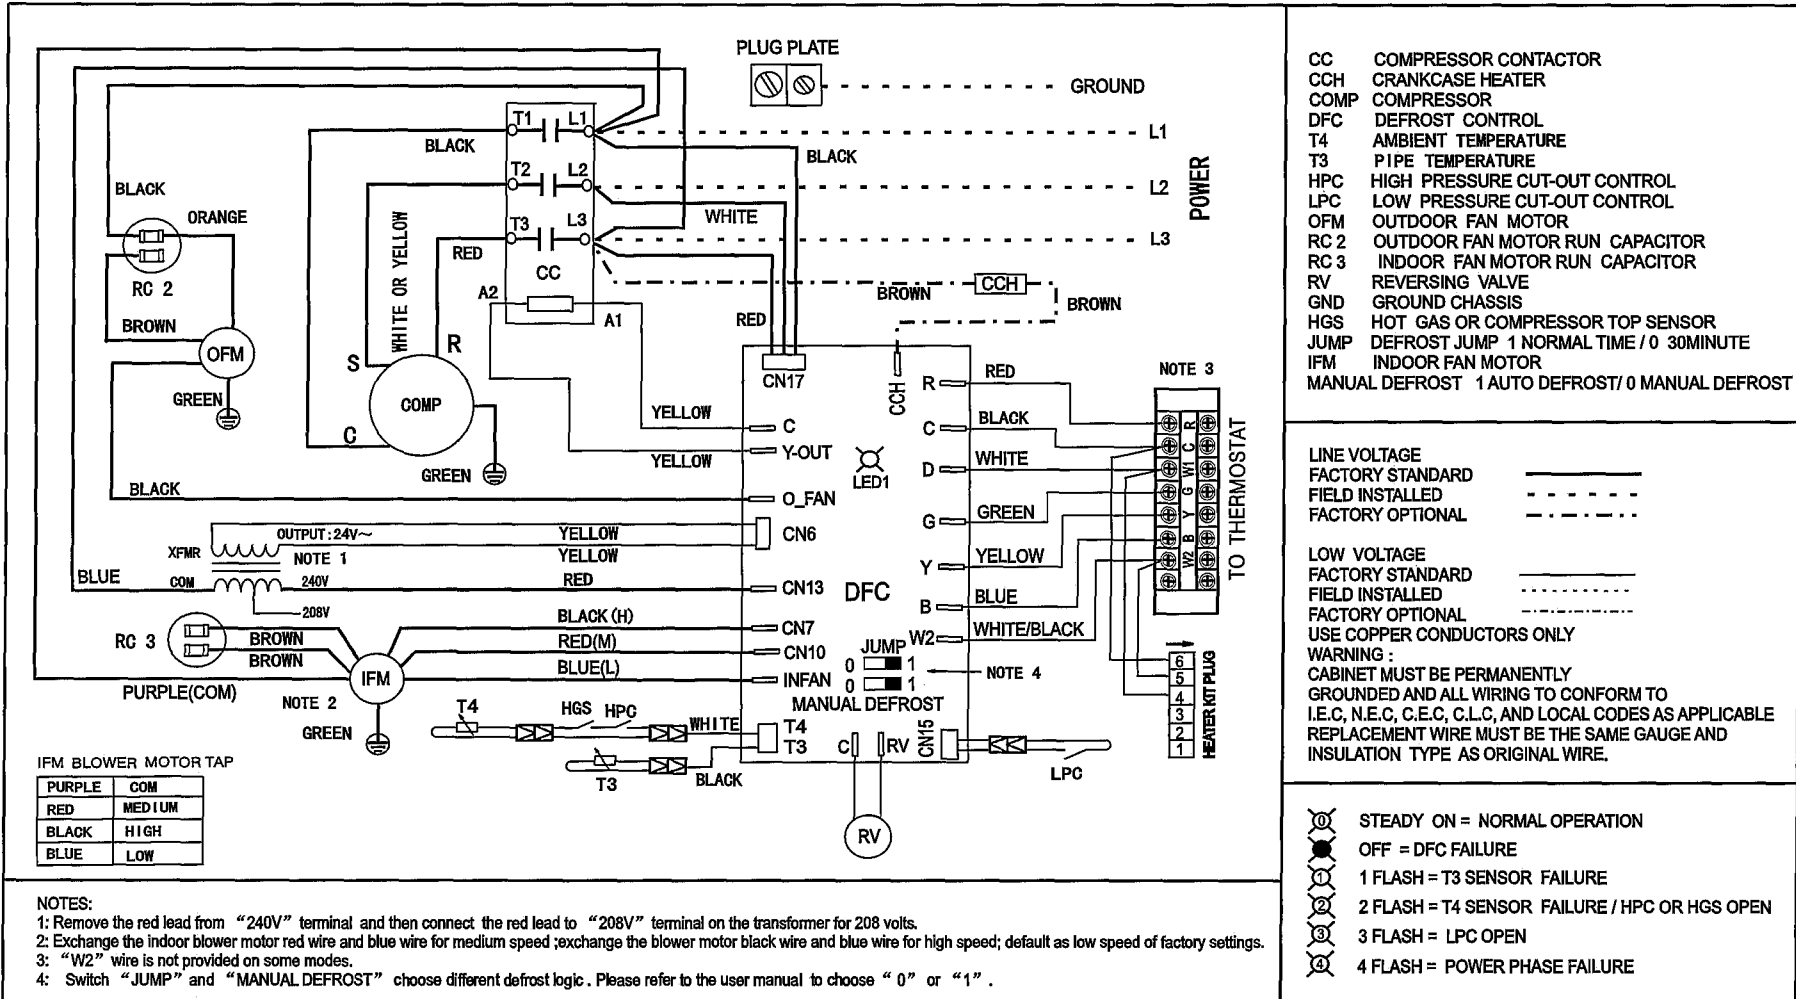 PLUG PLATE
GROUND
T1 L1
L1
BLACK
BLACK
T2 L2
L2
WHITE
T3 L3
L3
POWER
RED
CC
BLACK
ORANGE
RC 2
BROWN
OFM
GREEN
WHITE OR YELLOW
A2
A1
RED
BROWN
CCH
BROWN
S
R
C
COMP
GREEN
CN17
CCH
YELLOW
C
YELLOW
Y-OUT
LED1
BLACK
O_FAN
OUTPUT:24V～
YELLOW
YELLOW
CN6
XFMR
NOTE 1
BLUE
COM
240V
RED
CN13
208V
DFC
RC 3
BROWN
BROWN
BLACK (H)
CN7
RED(M)
CN10
BLUE(L)
INFAN
PURPLE(COM)
IFM
NOTE 2
GREEN
JUMP
0 1
0 1
MANUAL DEFROST
NOTE 4
T4
HGS
HPC
WHITE
T4
T3
T3
BLACK
C
RV
CN15
LPC
RV
R
RED
C
BLACK
D
WHITE
G
GREEN
Y
YELLOW
B
BLUE
W2
WHITE/BLACK
NOTE 3
R
C
W1
G
Y
B
W2
TO THERMOSTAT
6
5
4
3
2
1
HEATER KIT PLUG
IFM BLOWER MOTOR TAP
PURPLE COM
RED MEDIUM
BLACK HIGH
BLUE LOW
NOTES:
1: Remove the red lead from “240V” terminal and then connect the red lead to “208V” terminal on the transformer for 208 volts.
2: Exchange the indoor blower motor red wire and blue wire for medium speed ;exchange the blower motor black wire and blue wire for high speed; default as low speed of factory settings.
3: “W2” wire is not provided on some modes.
4: Switch “JUMP” and “MANUAL DEFROST” choose different defrost logic . Please refer to the user manual to choose “ 0” or “1” .
CC COMPRESSOR CONTACTOR
CCH CRANKCASE HEATER
COMP COMPRESSOR
DFC DEFROST CONTROL
T4 AMBIENT TEMPERATURE
T3 PIPE TEMPERATURE
HPC HIGH PRESSURE CUT-OUT CONTROL
LPC LOW PRESSURE CUT-OUT CONTROL
OFM OUTDOOR FAN MOTOR
RC 2 OUTDOOR FAN MOTOR RUN CAPACITOR
RC 3 INDOOR FAN MOTOR RUN CAPACITOR
RV REVERSING VALVE
GND GROUND CHASSIS
HGS HOT GAS OR COMPRESSOR TOP SENSOR
JUMP DEFROST JUMP 1 NORMAL TIME / 0 30MINUTE
IFM INDOOR FAN MOTOR
MANUAL DEFROST 1 AUTO DEFROST/ 0 MANUAL DEFROST
LINE VOLTAGE
FACTORY STANDARD
FIELD INSTALLED
FACTORY OPTIONAL
LOW VOLTAGE
FACTORY STANDARD
FIELD INSTALLED
FACTORY OPTIONAL
USE COPPER CONDUCTORS ONLY
WARNING :
CABINET MUST BE PERMANENTLY
GROUNDED AND ALL WIRING TO CONFORM TO
I.E.C, N.E.C, C.E.C, C.L.C, AND LOCAL CODES AS APPLICABLE
REPLACEMENT WIRE MUST BE THE SAME GAUGE AND
INSULATION TYPE AS ORIGINAL WIRE.
0 STEADY ON = NORMAL OPERATION
OFF = DFC FAILURE
1 1 FLASH = T3 SENSOR FAILURE
2 2 FLASH = T4 SENSOR FAILURE / HPC OR HGS OPEN
3 3 FLASH = LPC OPEN
4 4 FLASH = POWER PHASE FAILURE